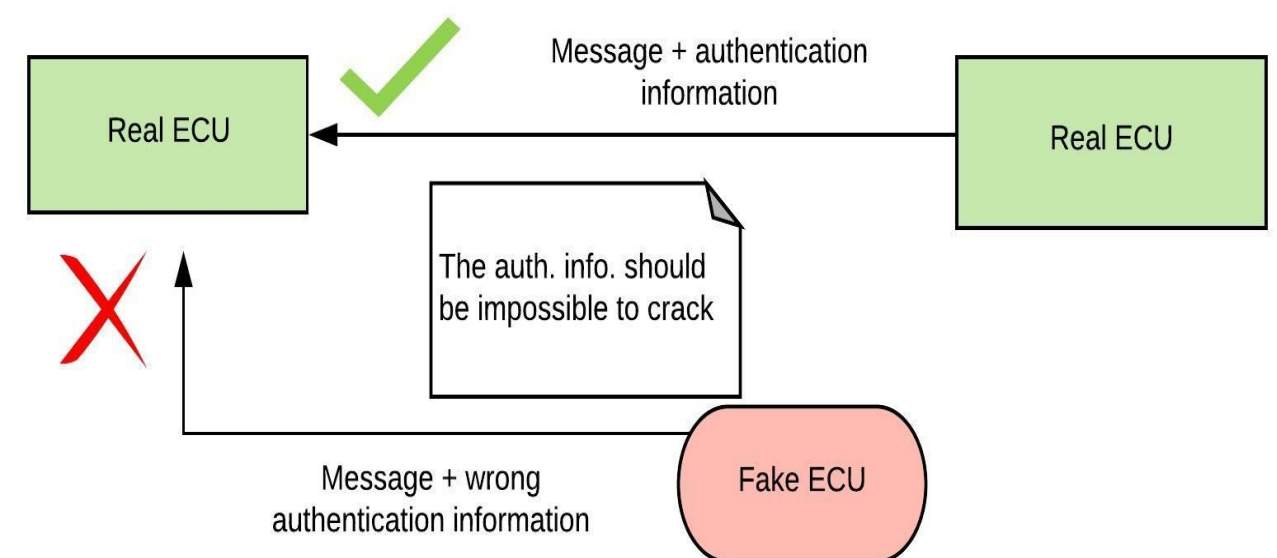 Message + authentication
information
Real ECU
Real ECU
The auth. info. should
be impossible to crack
Fake ECU
Message + wrong
authentication information